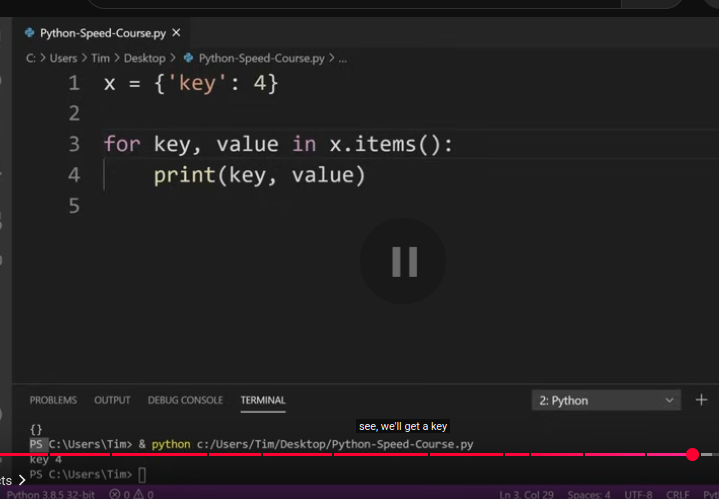 Python-Speed-Course.py ×
C: > Users > Tim > Desktop > Python-Speed-Course.py > ...
1 x = {'key': 4}
2
3 for key, value in x.items():
4 print(key, value)
5
PROBLEMS OUTPUT DEBUG CONSOLE TERMINAL 2: Python
{}
see, we'll get a key
PS C:\Users\Tim> & python c:/Users/Tim/Desktop/Python-Speed-Course.py
key 4
PS C:\Users\Tim>
cts >
Python 3.8.5 32-bit 0 0 Ln 3, Col 29 Spaces: 4 UTF-8 CRLF Pyt